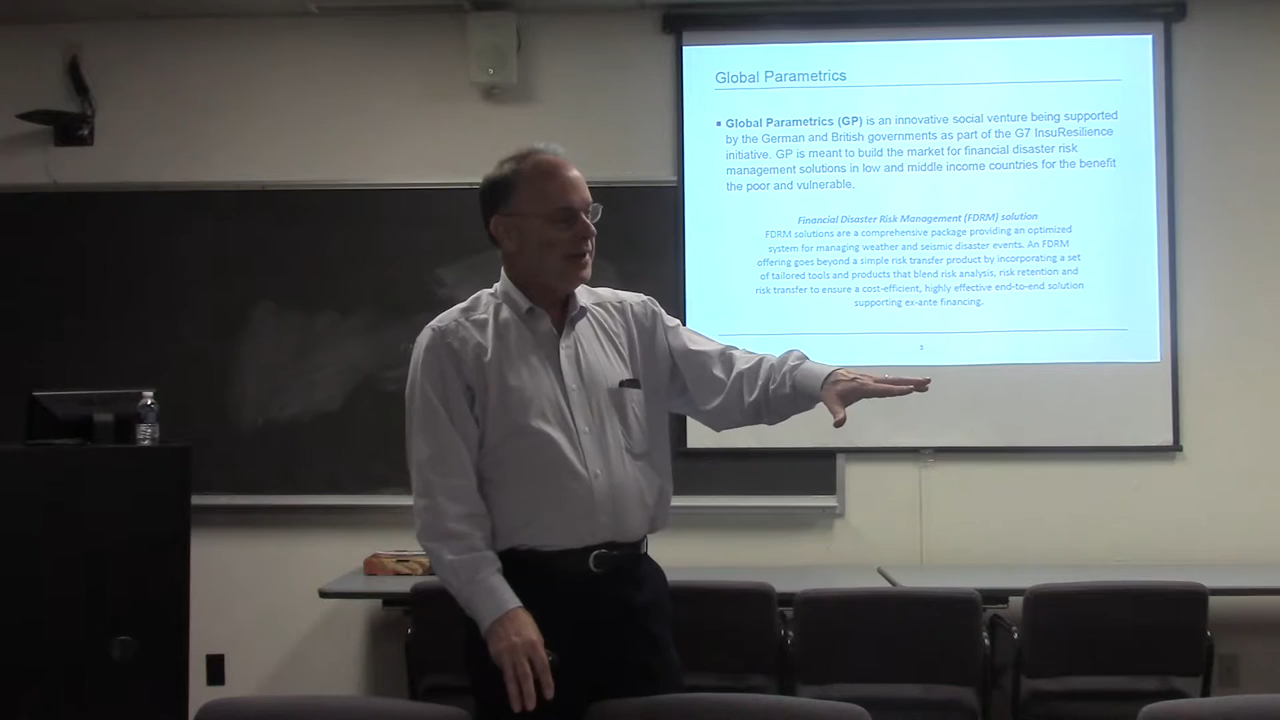 Global Parametrics
▪ Global Parametrics (GP) is an innovative social venture being supported
by the German and British governments as part of the G7 InsuResilience
initiative. GP is meant to build the market for financial disaster risk
management solutions in low and middle income countries for the benefit
the poor and vulnerable.
Financial Disaster Risk Management (FDRM) solution
FDRM solutions are a comprehensive package providing an optimized
system for managing weather and seismic disaster events. An FDRM
offering goes beyond a simple risk transfer product by incorporating a set
of tailored tools and products that blend risk analysis, risk retention and
risk transfer to ensure a cost-efficient, highly effective end-to-end solution
supporting ex-ante financing.
3